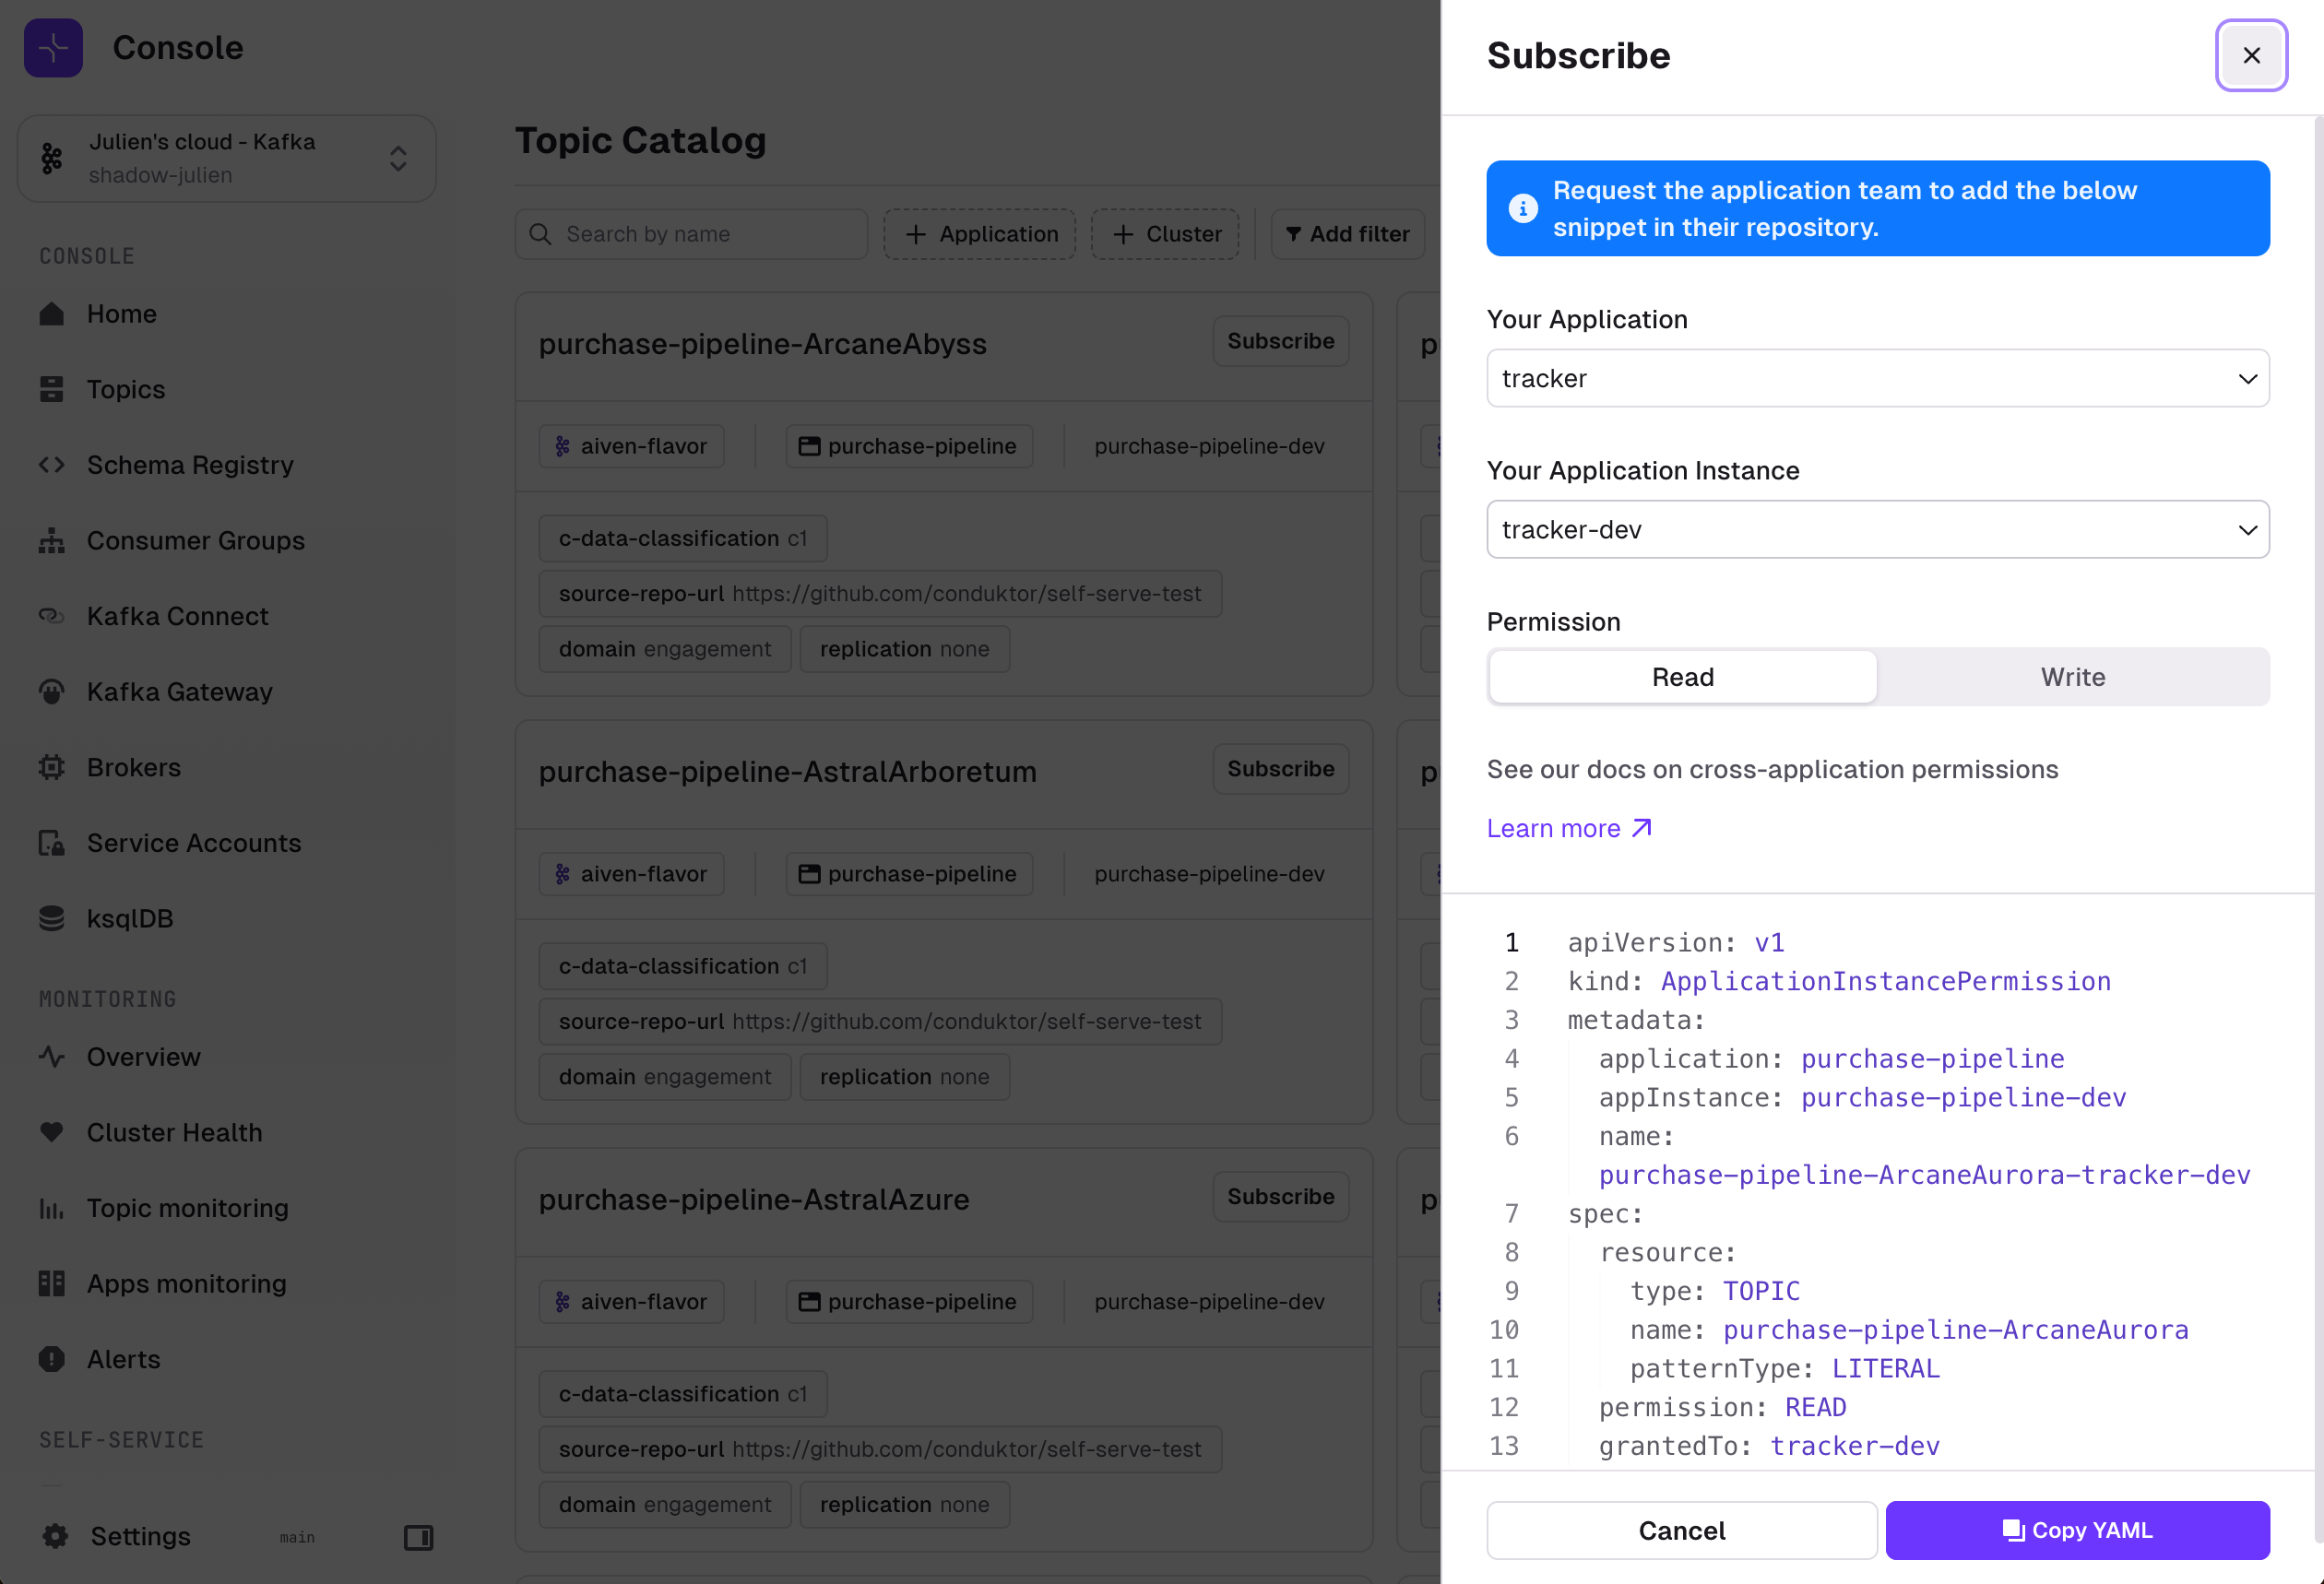 Console
Julien's cloud - Kafka
shadow-julien
CONSOLE
Home
Topics
Schema Registry
Consumer Groups
Kafka Connect
Kafka Gateway
Brokers
Service Accounts
ksqlDB
MONITORING
Overview
Cluster Health
Topic monitoring
Apps monitoring
Alerts
SELF-SERVICE
Settings main
Topic Catalog
Search by name
Application
Cluster
Add filter
purchase-pipeline-ArcaneAbyss
Subscribe
aiven-flavor purchase-pipeline purchase-pipeline-dev
c-data-classification c1
source-repo-url https://github.com/conduktor/self-serve-test
domain engagement replication none
purchase-pipeline-AstralArboretum
Subscribe
aiven-flavor purchase-pipeline purchase-pipeline-dev
c-data-classification c1
source-repo-url https://github.com/conduktor/self-serve-test
domain engagement replication none
purchase-pipeline-AstralAzure
Subscribe
aiven-flavor purchase-pipeline purchase-pipeline-dev
c-data-classification c1
source-repo-url https://github.com/conduktor/self-serve-test
domain engagement replication none
Subscribe
Request the application team to add the below
snippet in their repository.
Your Application
tracker
Your Application Instance
tracker-dev
Permission
Read Write
See our docs on cross-application permissions
Learn more
1 apiVersion: v1
2 kind: ApplicationInstancePermission
3 metadata:
4 application: purchase-pipeline
5 appInstance: purchase-pipeline-dev
6 name:
purchase-pipeline-ArcaneAurora-tracker-dev
7 spec:
8 resource:
9 type: TOPIC
10 name: purchase-pipeline-ArcaneAurora
11 patternType: LITERAL
12 permission: READ
13 grantedTo: tracker-dev
Cancel
Copy YAML